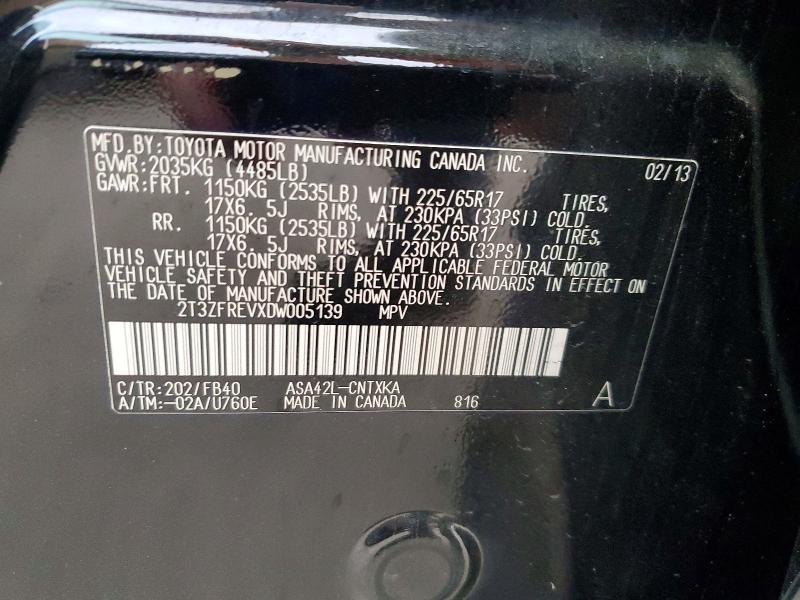 MFD.BY:TOYOTA MOTOR MANUFACTURING CANADA INC. 02/13
GVWR:2035KG (4485LB)
GAWR:FRT. 1150KG (2535LB) WITH 225/65R17 TIRES,
17X6. 5J RIMS, AT 230KPA (33PSI) COLD.
RR. 1150KG (2535LB) WITH 225/65R17 TIRES,
17X6. 5J RIMS, AT 230KPA (33PSI) COLD.
THIS VEHICLE CONFORMS TO ALL APPLICABLE FEDERAL MOTOR
VEHICLE SAFETY AND THEFT PREVENTION STANDARDS IN EFFECT ON
THE DATE OF MANUFACTURE SHOWN ABOVE.
2T3ZFREVXDW005139 MPV
C/TR:202/FB40 ASA42L-CNTXKA
A/TM:-02A/U760E MADE IN CANADA 816 A